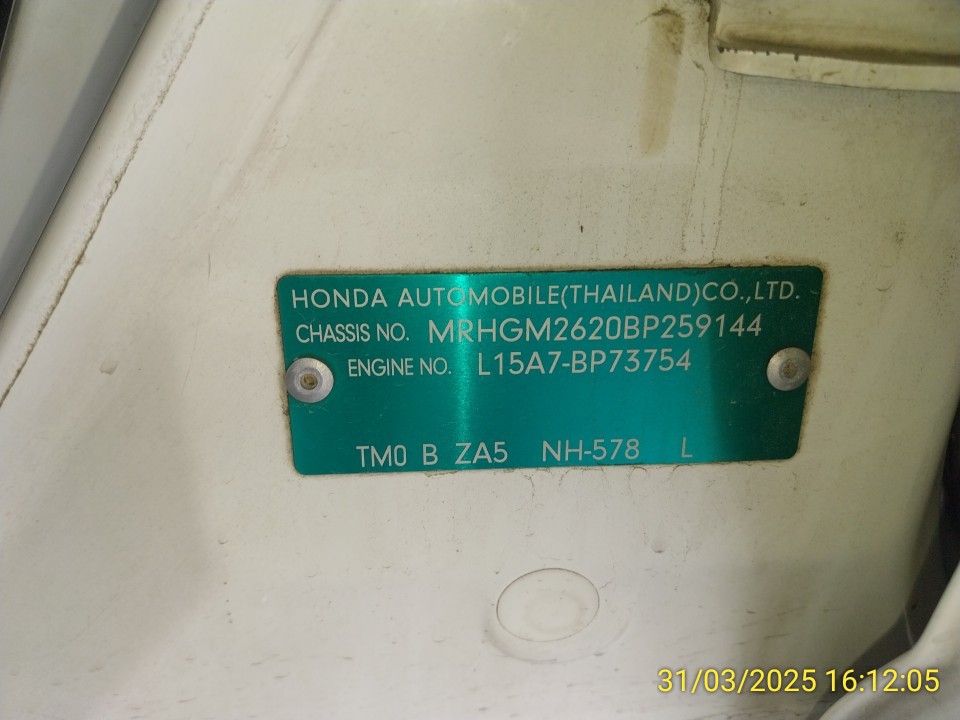 HONDA AUTOMOBILE(THAILAND)CO.,LTD.
CHASSIS NO. MRHGM2620BP259144
ENGINE NO. L15A7-BP73754
TM0 B ZA5 NH-578 L
31/03/2025 16:12:05